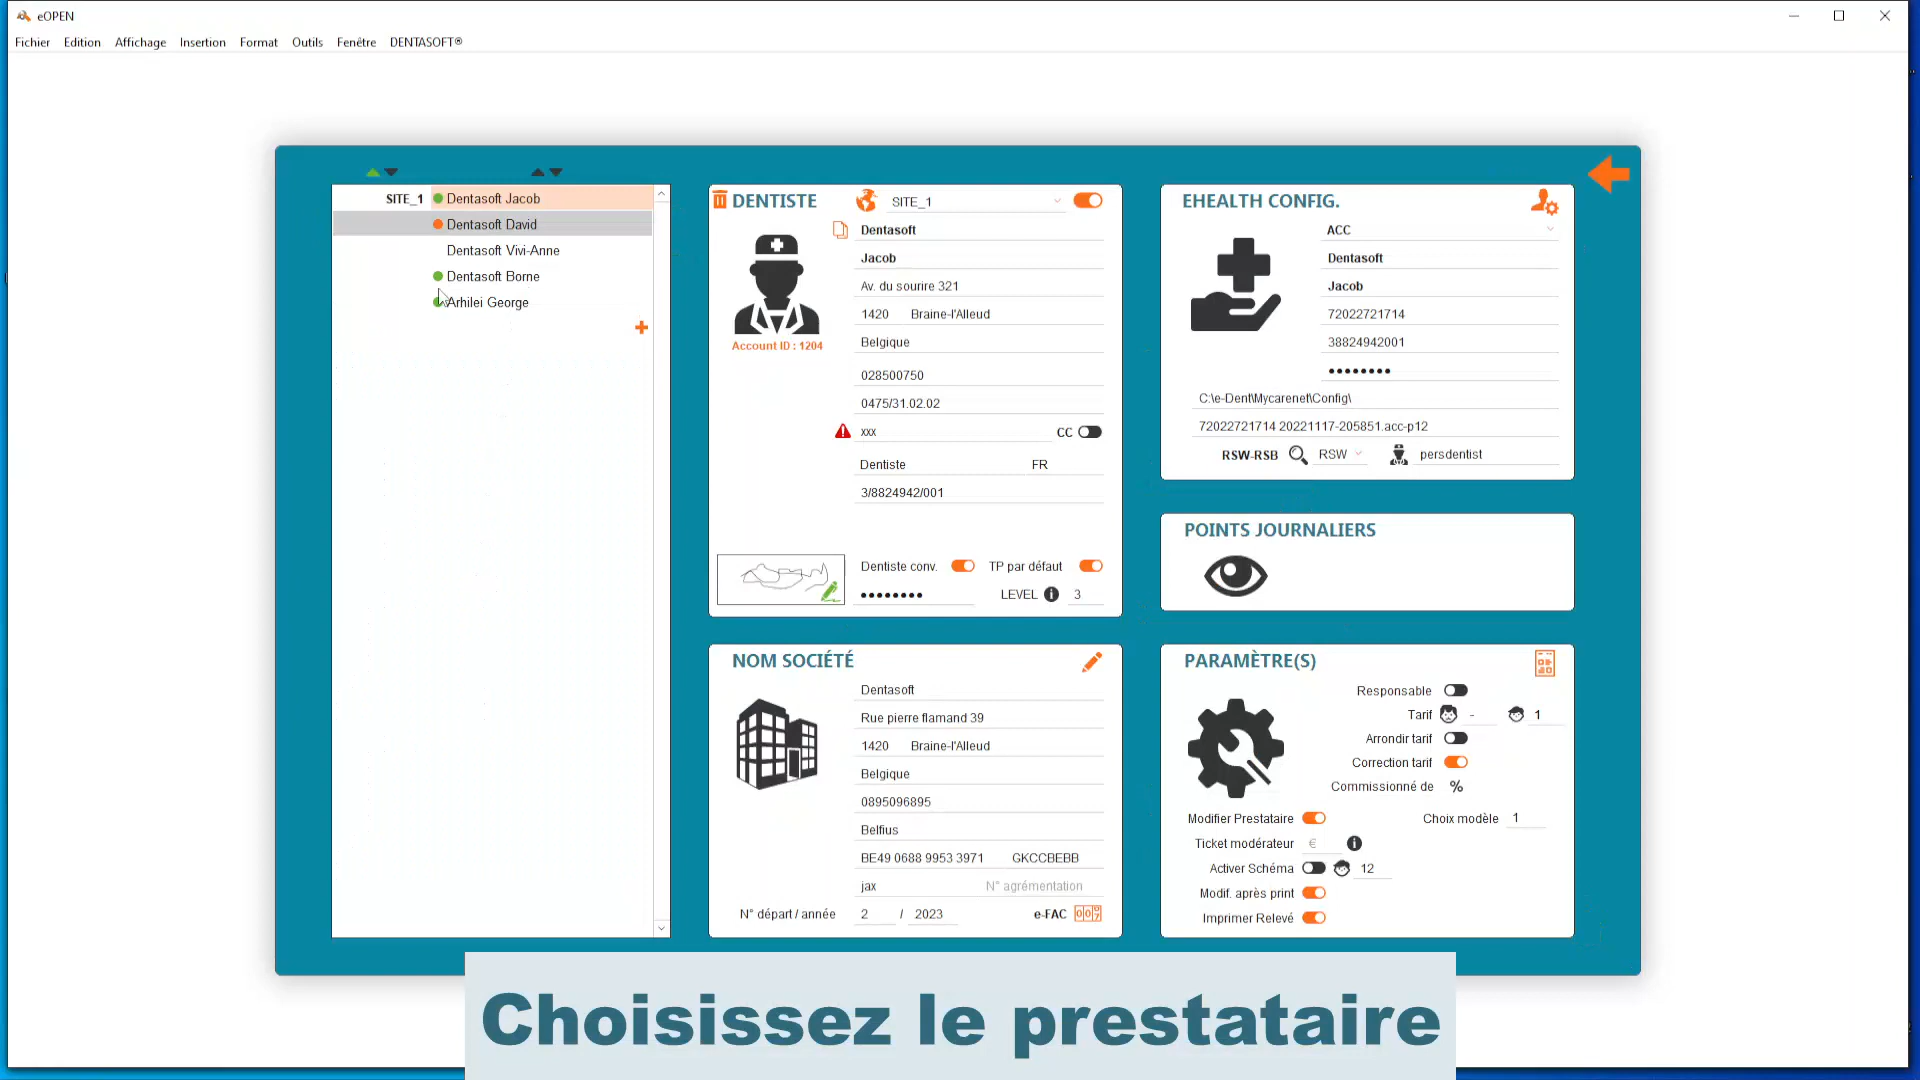 eOPEN
Fichier Edition Affichage Insertion Format Outils Fenêtre DENTASOFT®
SITE_1 Dentasoft Jacob
Dentasoft David
Dentasoft Vivi-Anne
Dentasoft Borne
Arhilei George
DENTISTE SITE_1
Dentasoft
Jacob
Av. du sourire 321
1420 Braine-l'Alleud
Account ID : 1204
Belgique
028500750
0475/31.02.02
xxx CC
Dentiste FR
3/8824942/001
Dentiste conv. TP par défaut
•••••••• LEVEL 3
EHEALTH CONFIG.
ACC
Dentasoft
Jacob
72022721714
38824942001
••••••••
C:\e-Dent\Mycarenet\Config\
72022721714 20221117-205851.acc-p12
RSW-RSB RSW persdentist
POINTS JOURNALIERS
NOM SOCIÉTÉ
Dentasoft
Rue pierre flamand 39
1420 Braine-l'Alleud
Belgique
0895096895
Belfius
BE49 0688 9953 3971 GKCCBEBB
jax N° agrémentation
N° départ / année 2 / 2023 e-FAC
PARAMÈTRE(S)
Responsable
Tarif - 1
Arrondir tarif
Correction tarif
Commissionné de %
Modifier Prestataire Choix modèle 1
Ticket modérateur €
Activer Schéma 12
Modif. après print
Imprimer Relevé
Choisissez le prestataire